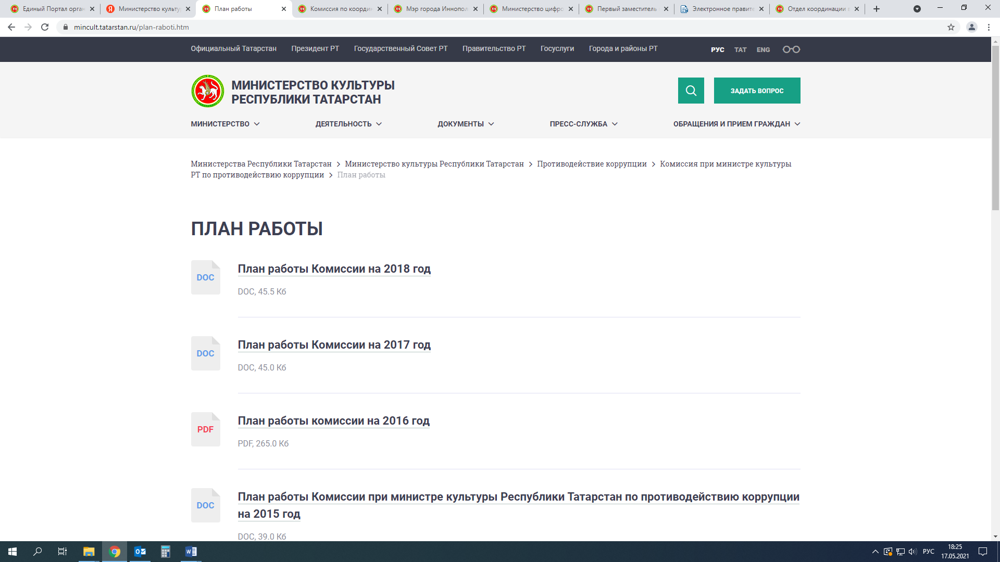 Единый Портал орган
Министерство культу
План работы
Комиссия по коорди
Мэр города Иннопол
Министерство цифро
Первый заместитель
Электронное правите
Отдел координации в
mincult.tatarstan.ru/plan-raboti.htm
Официальный Татарстан
Президент РТ
Государственный Совет РТ
Правительство РТ
Госуслуги
Города и районы РТ
РУС
ТАТ
ENG
МИНИСТЕРСТВО КУЛЬТУРЫ
РЕСПУБЛИКИ ТАТАРСТАН
ЗАДАТЬ ВОПРОС
МИНИСТЕРСТВО
ДЕЯТЕЛЬНОСТЬ
ДОКУМЕНТЫ
ПРЕСС-СЛУЖБА
ОБРАЩЕНИЯ И ПРИЕМ ГРАЖДАН
Министерства Республики Татарстан > Министерство культуры Республики Татарстан > Противодействие коррупции > Комиссия при министре культуры
РТ по противодействию коррупции > План работы
ПЛАН РАБОТЫ
DOC
План работы Комиссии на 2018 год
DOC, 45.5 Кб
DOC
План работы Комиссии на 2017 год
DOC, 45.0 Кб
PDF
План работы комиссии на 2016 год
PDF, 265.0 Кб
DOC
План работы Комиссии при министре культуры Республики Татарстан по противодействию коррупции
на 2015 год
DOC, 39.0 Кб
РУС
18:25
17.05.2021